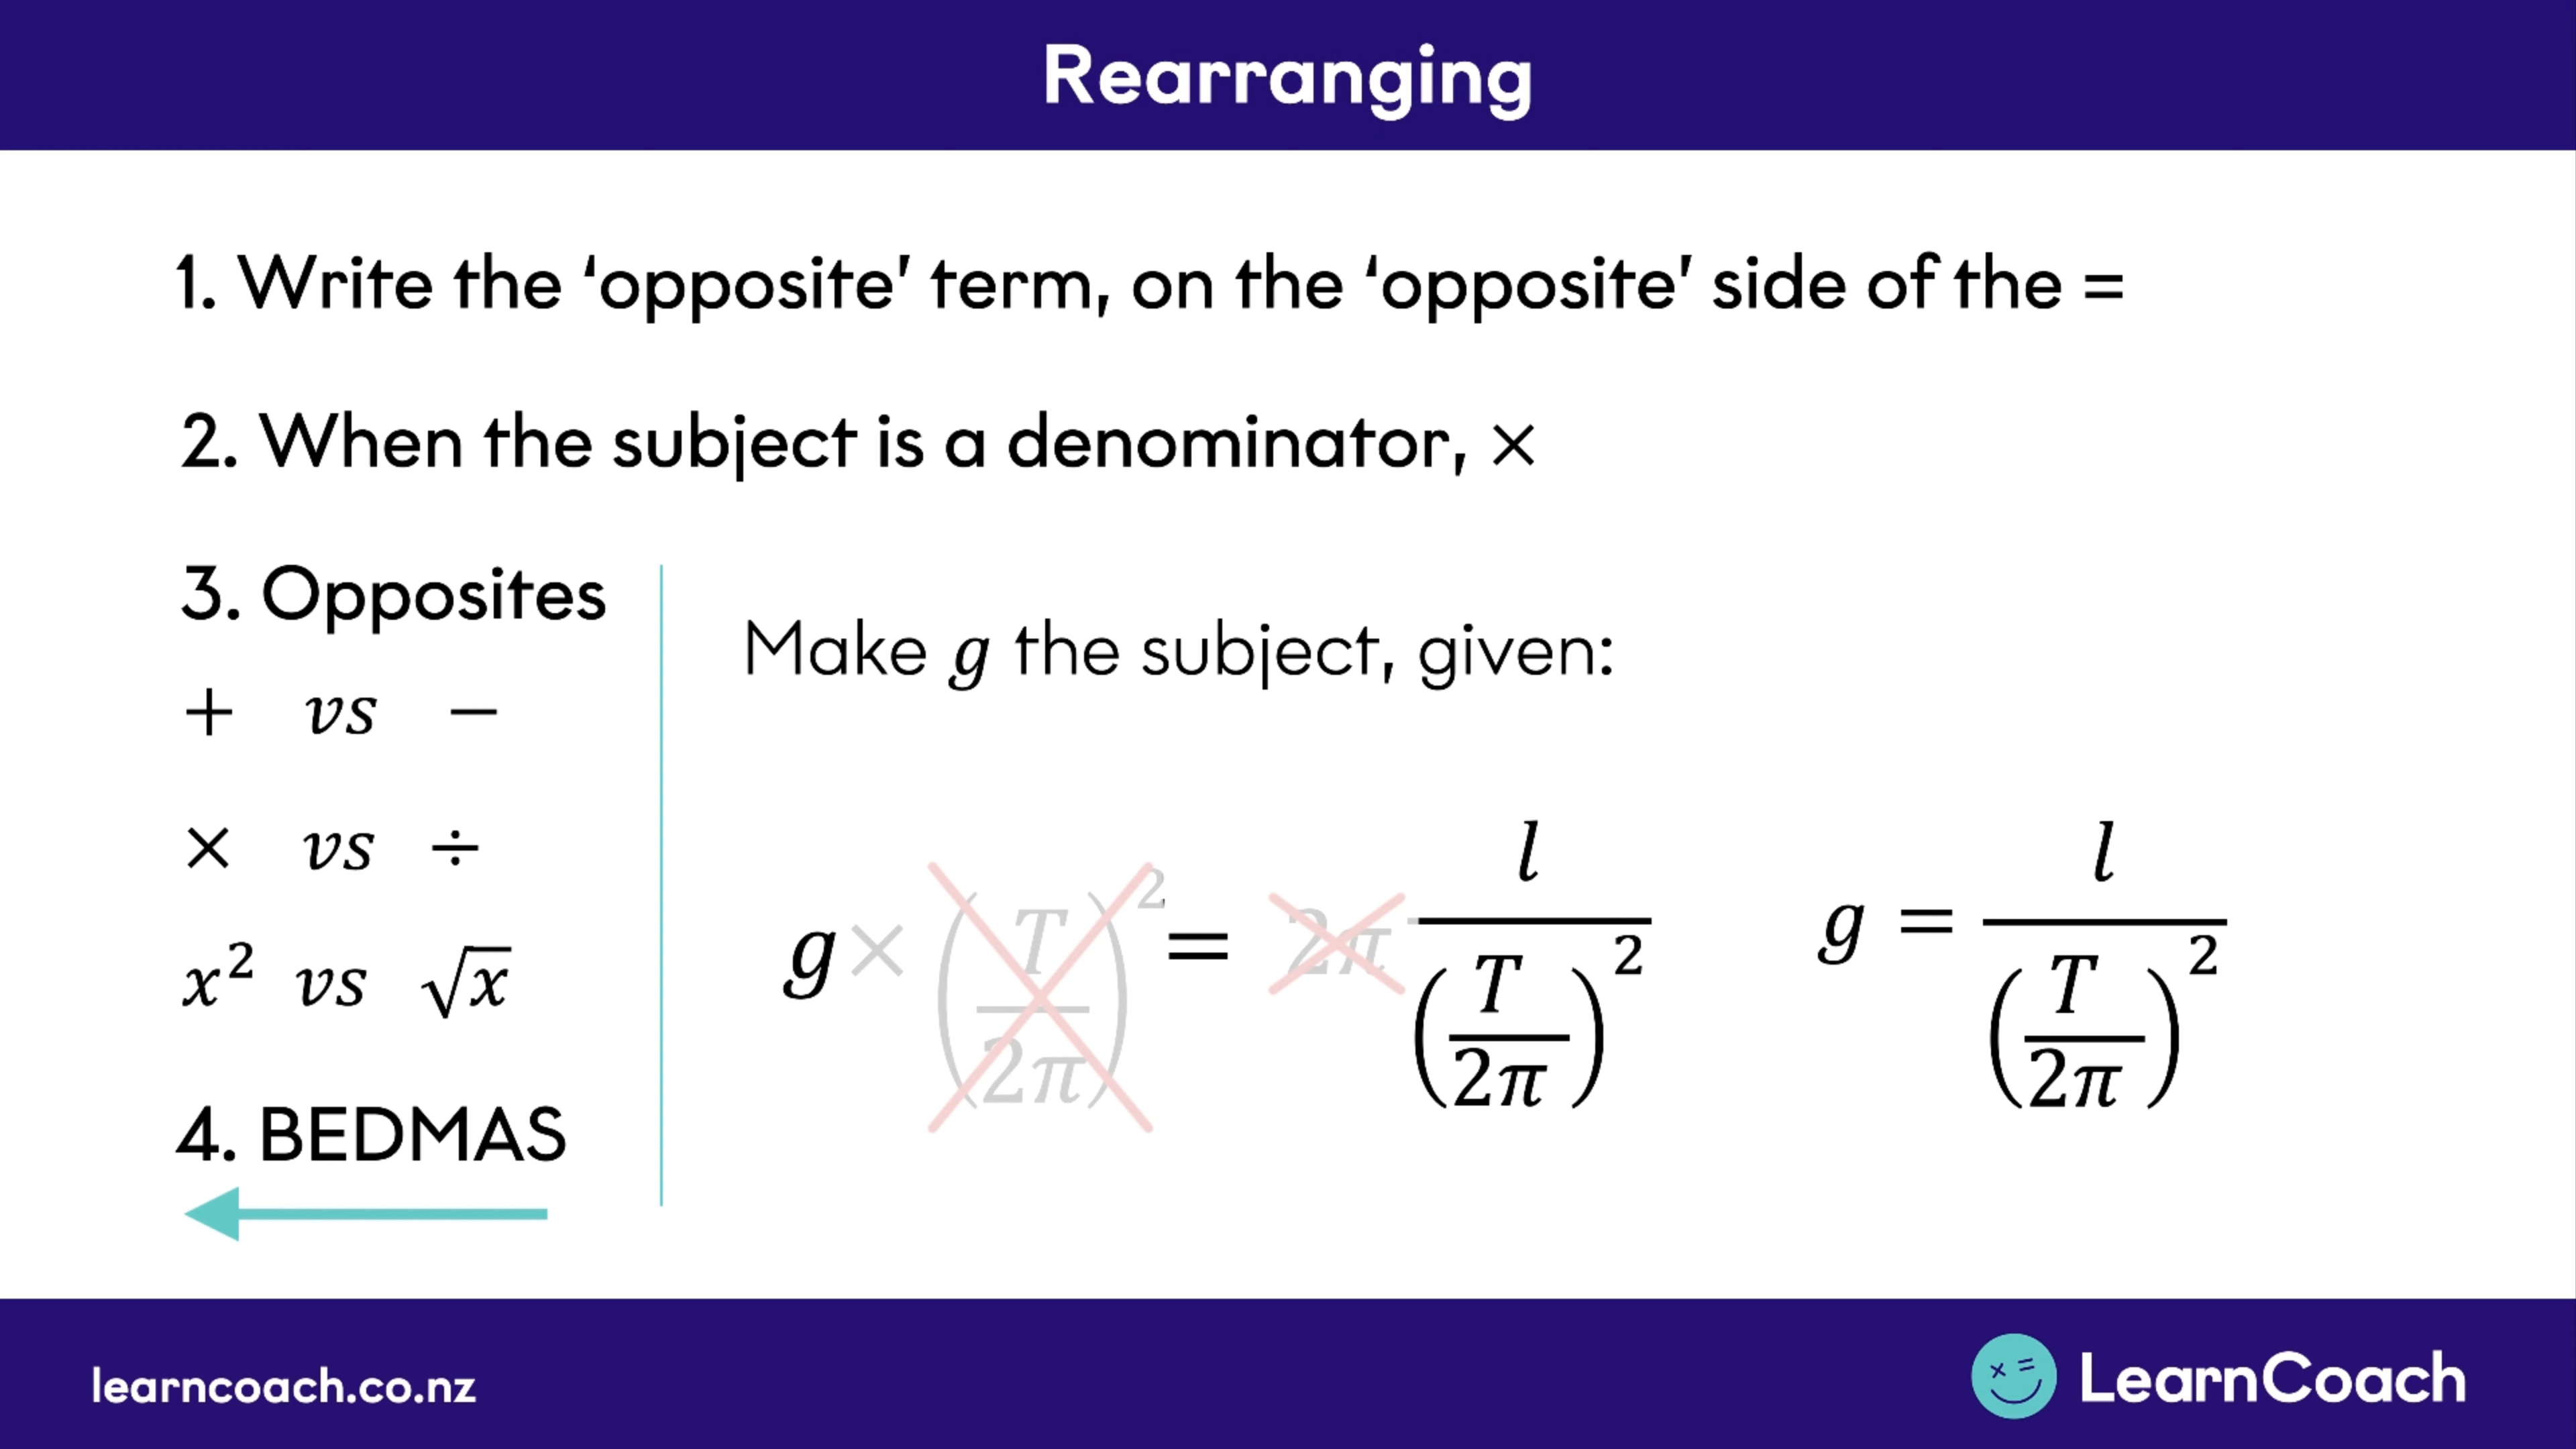 Rearranging
1. Write the ‘opposite’ term, on the ‘opposite’ side of the =
2. When the subject is a denominator, ×
3. Opposites
+ vs −
× vs ÷
x² vs √x
4. BEDMAS
Make g the subject, given:
g × (T/2π)² = 2π l/(T/2π)²
g = l/(T/2π)²
learncoach.co.nz
LearnCoach